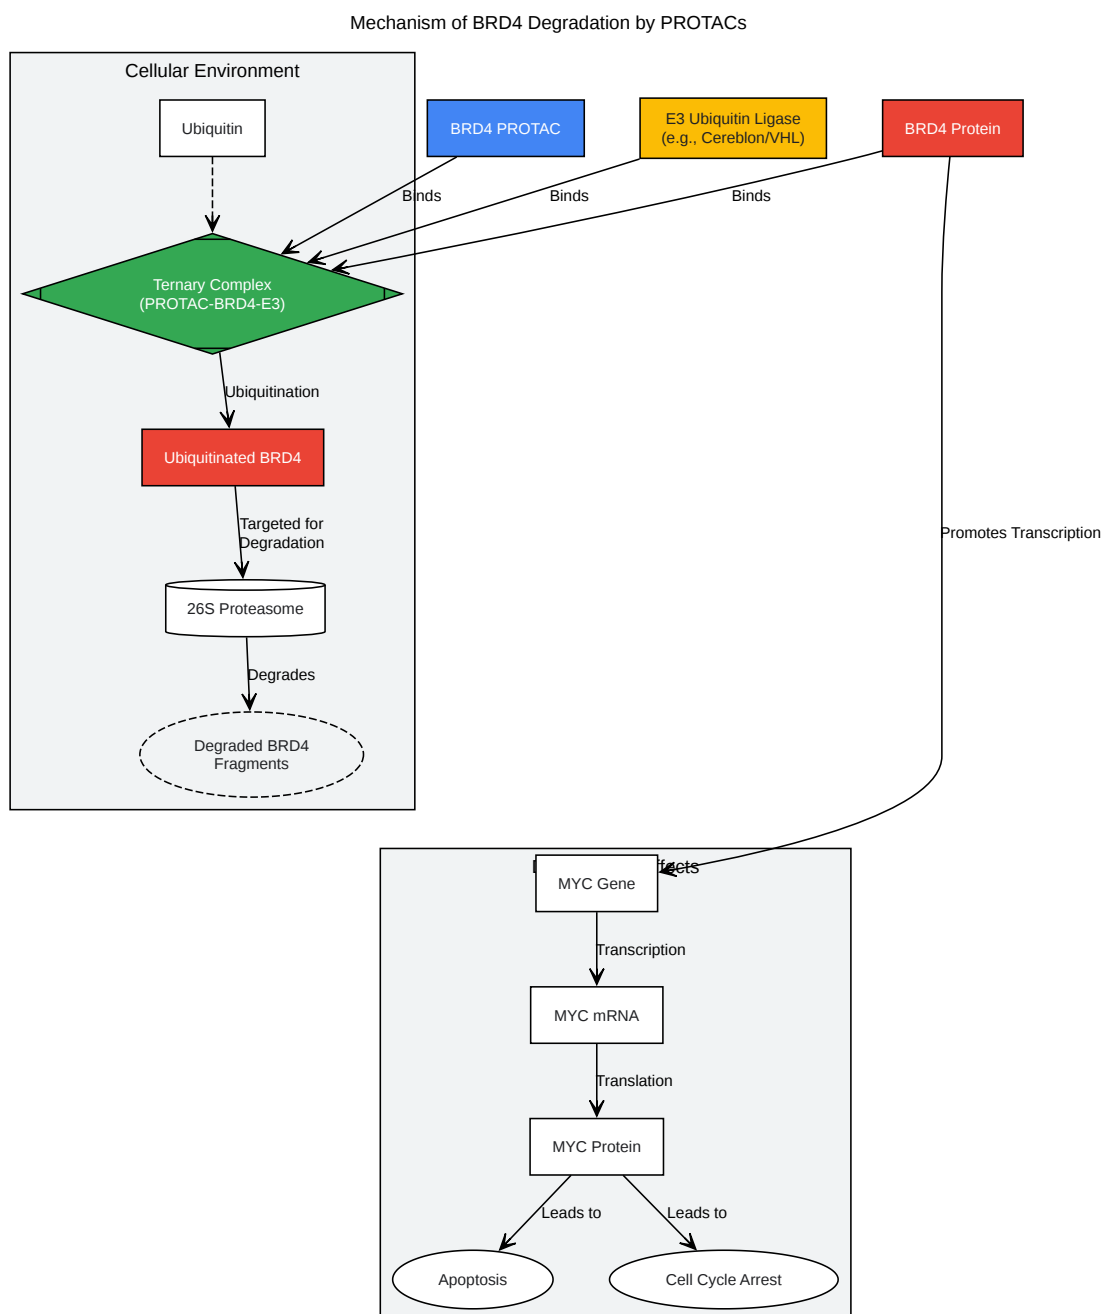 Mechanism of BRD4 Degradation by PROTACs
Cellular Environment
Ubiquitin
BRD4 PROTAC
E3 Ubiquitin Ligase
(e.g., Cereblon/VHL)
BRD4 Protein
Binds
Binds
Binds
Ternary Complex
(PROTAC-BRD4-E3)
Ubiquitination
Ubiquitinated BRD4
Targeted for
Degradation
Promotes Transcription
26S Proteasome
Degrades
Degraded BRD4
Fragments
MYC Gene
Transcription
MYC mRNA
Translation
MYC Protein
Leads to
Leads to
Apoptosis
Cell Cycle Arrest